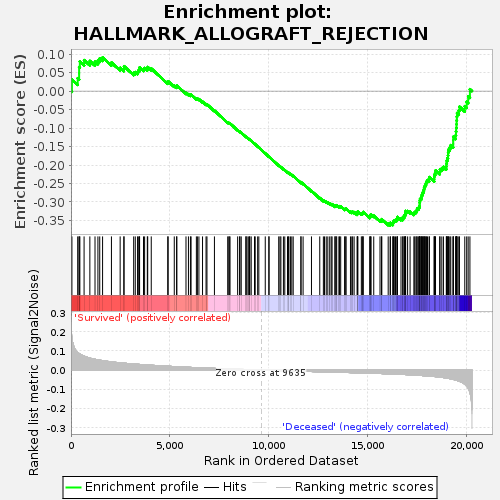 Enrichment plot:
HALLMARK_ALLOGRAFT_REJECTION
Enrichment score (ES)
0.10
0.05
0.00
-0.05
-0.10
-0.15
-0.20
-0.25
-0.30
-0.35
'Survived' (positively correlated)
Ranked list metric (Signal2Noise)
0.3
0.2
0.1
0.0
-0.1
-0.2
-0.3
Zero cross at 9635
'Deceased' (negatively correlated)
0
5,000
10,000
15,000
20,000
Rank in Ordered Dataset
Enrichment profile
Hits
Ranking metric scores